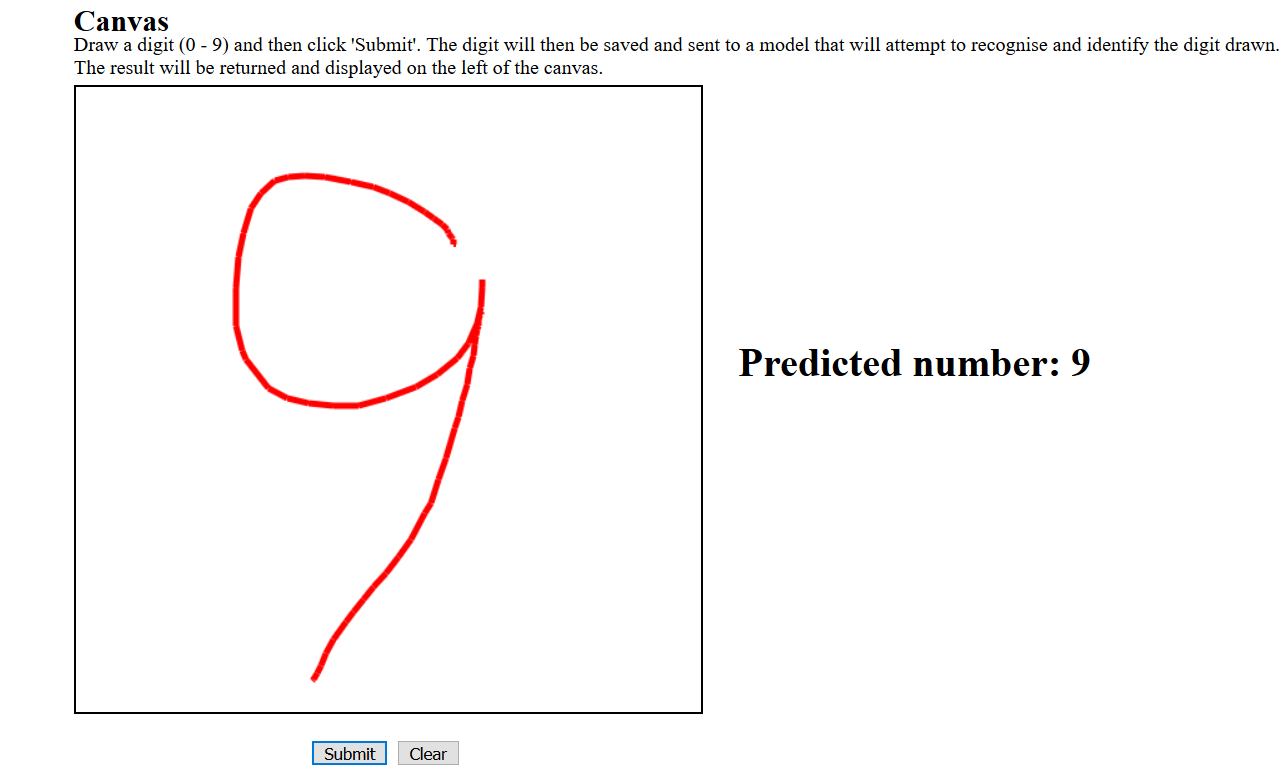 Canvas
Draw a digit (0 - 9) and then click 'Submit'. The digit will then be saved and sent to a model that will attempt to recognise and identify the digit drawn.
The result will be returned and displayed on the left of the canvas.
9
Predicted number: 9
Submit
Clear